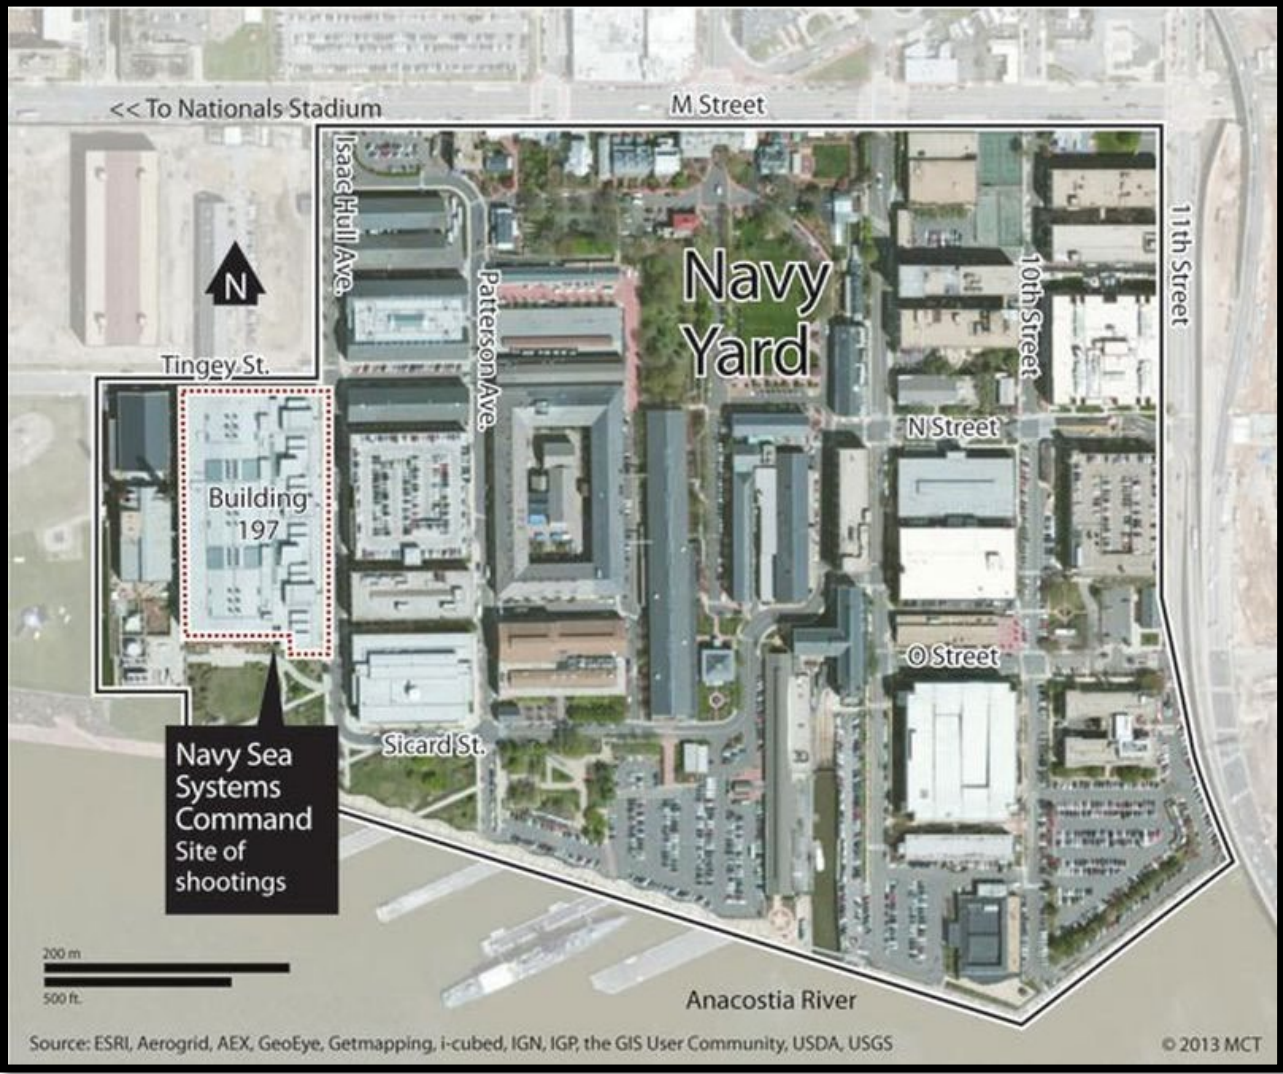 << To Nationals Stadium
M Street
Isaac Hull Ave.
11th Street
Navy
Yard
10th Street
N
Patterson Ave.
Tingey St.
N Street
Building
197
O Street
Sicard St.
Navy Sea
Systems
Command
Site of
shootings
200 m
500 ft.
Anacostia River
Source: ESRI, Aerogrid, AEX, GeoEye, Getmapping, i-cubed, IGN, IGP, the GIS User Community, USDA, USGS
© 2013 MCT